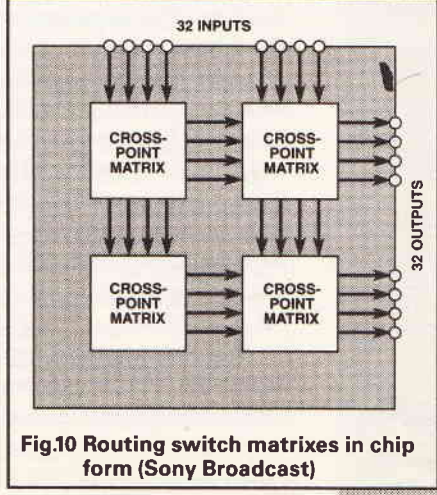 32 INPUTS
CROSS-
POINT
MATRIX
CROSS-
POINT
MATRIX
32 OUTPUTS
CROSS-
POINT
MATRIX
CROSS-
POINT
MATRIX
Fig.10 Routing switch matrixes in chip
form (Sony Broadcast)